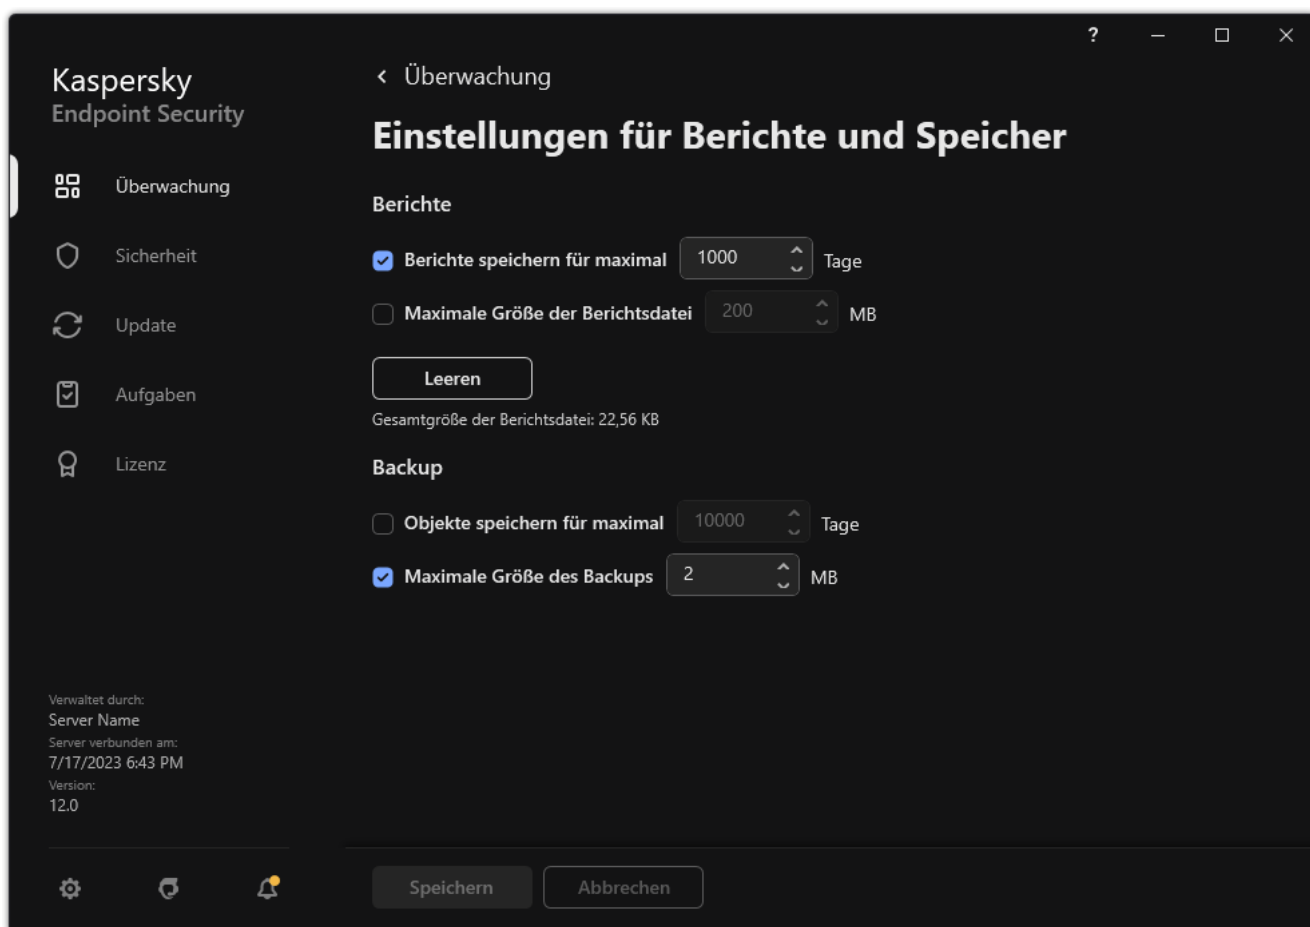 ?
Kaspersky
Endpoint Security
Überwachung
Sicherheit
Update
Aufgaben
Lizenz
Verwaltet durch:
Server Name
Server verbunden am:
7/17/2023 6:43 PM
Version:
12.0
Überwachung
Einstellungen für Berichte und Speicher
Berichte
Berichte speichern für maximal 1000 Tage
Maximale Größe der Berichtsdatei 200 MB
Leeren
Gesamtgröße der Berichtsdatei: 22,56 KB
Backup
Objekte speichern für maximal 10000 Tage
Maximale Größe des Backups 2 MB
Speichern Abbrechen